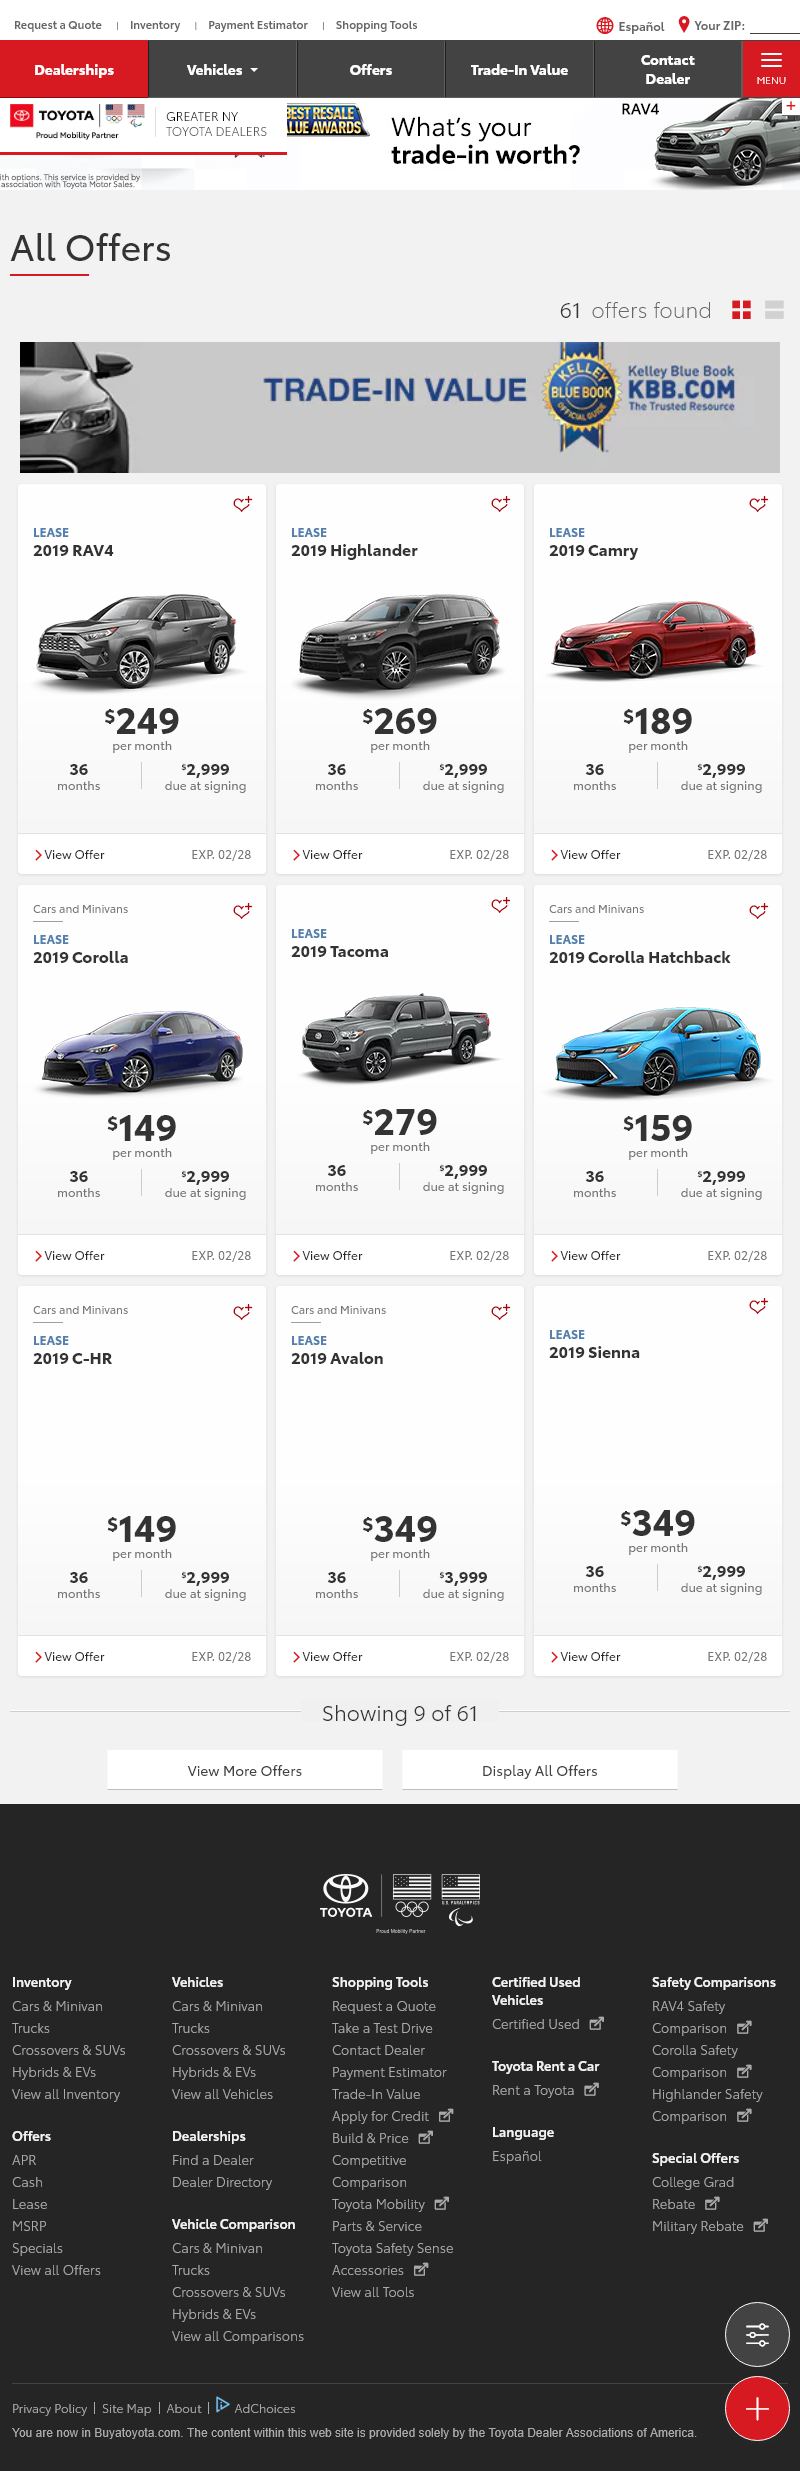 Request a Quote | Inventory | Payment Estimator | Shopping Tools
Español Your ZIP:
Dealerships Vehicles Offers Trade-In Value Contact Dealer MENU
TOYOTA
Proud Mobility Partner
GREATER NY
TOYOTA DEALERS
BEST RESALE
VALUE AWARDS
What's your
trade-in worth?
RAV4
ith options. This service is provided by
association with Toyota Motor Sales.
All Offers
61 offers found
TRADE-IN VALUE
KELLEY
BLUE BOOK
OFFICIAL GUIDE
Kelley Blue Book
KBB.COM
The Trusted Resource
LEASE
2019 RAV4
$249
per month
36 months
$2,999 due at signing
View Offer EXP. 02/28
LEASE
2019 Highlander
$269
per month
36 months
$2,999 due at signing
View Offer EXP. 02/28
LEASE
2019 Camry
$189
per month
36 months
$2,999 due at signing
View Offer EXP. 02/28
Cars and Minivans
LEASE
2019 Corolla
$149
per month
36 months
$2,999 due at signing
View Offer EXP. 02/28
LEASE
2019 Tacoma
$279
per month
36 months
$2,999 due at signing
View Offer EXP. 02/28
Cars and Minivans
LEASE
2019 Corolla Hatchback
$159
per month
36 months
$2,999 due at signing
View Offer EXP. 02/28
Cars and Minivans
LEASE
2019 C-HR
$149
per month
36 months
$2,999 due at signing
View Offer EXP. 02/28
Cars and Minivans
LEASE
2019 Avalon
$349
per month
36 months
$3,999 due at signing
View Offer EXP. 02/28
LEASE
2019 Sienna
$349
per month
36 months
$2,999 due at signing
View Offer EXP. 02/28
Showing 9 of 61
View More Offers
Display All Offers
TOYOTA
U.S. PARALYMPICS
Proud Mobility Partner
Inventory
Cars & Minivan
Trucks
Crossovers & SUVs
Hybrids & EVs
View all Inventory
Offers
APR
Cash
Lease
MSRP
Specials
View all Offers
Vehicles
Cars & Minivan
Trucks
Crossovers & SUVs
Hybrids & EVs
View all Vehicles
Dealerships
Find a Dealer
Dealer Directory
Vehicle Comparison
Cars & Minivan
Trucks
Crossovers & SUVs
Hybrids & EVs
View all Comparisons
Shopping Tools
Request a Quote
Take a Test Drive
Contact Dealer
Payment Estimator
Trade-In Value
Apply for Credit
Build & Price
Competitive
Comparison
Toyota Mobility
Parts & Service
Toyota Safety Sense
Accessories
View all Tools
Certified Used
Vehicles
Certified Used
Toyota Rent a Car
Rent a Toyota
Language
Español
Safety Comparisons
RAV4 Safety
Comparison
Corolla Safety
Comparison
Highlander Safety
Comparison
Special Offers
College Grad
Rebate
Military Rebate
Privacy Policy | Site Map | About | AdChoices
You are now in Buyatoyota.com. The content within this web site is provided solely by the Toyota Dealer Associations of America.